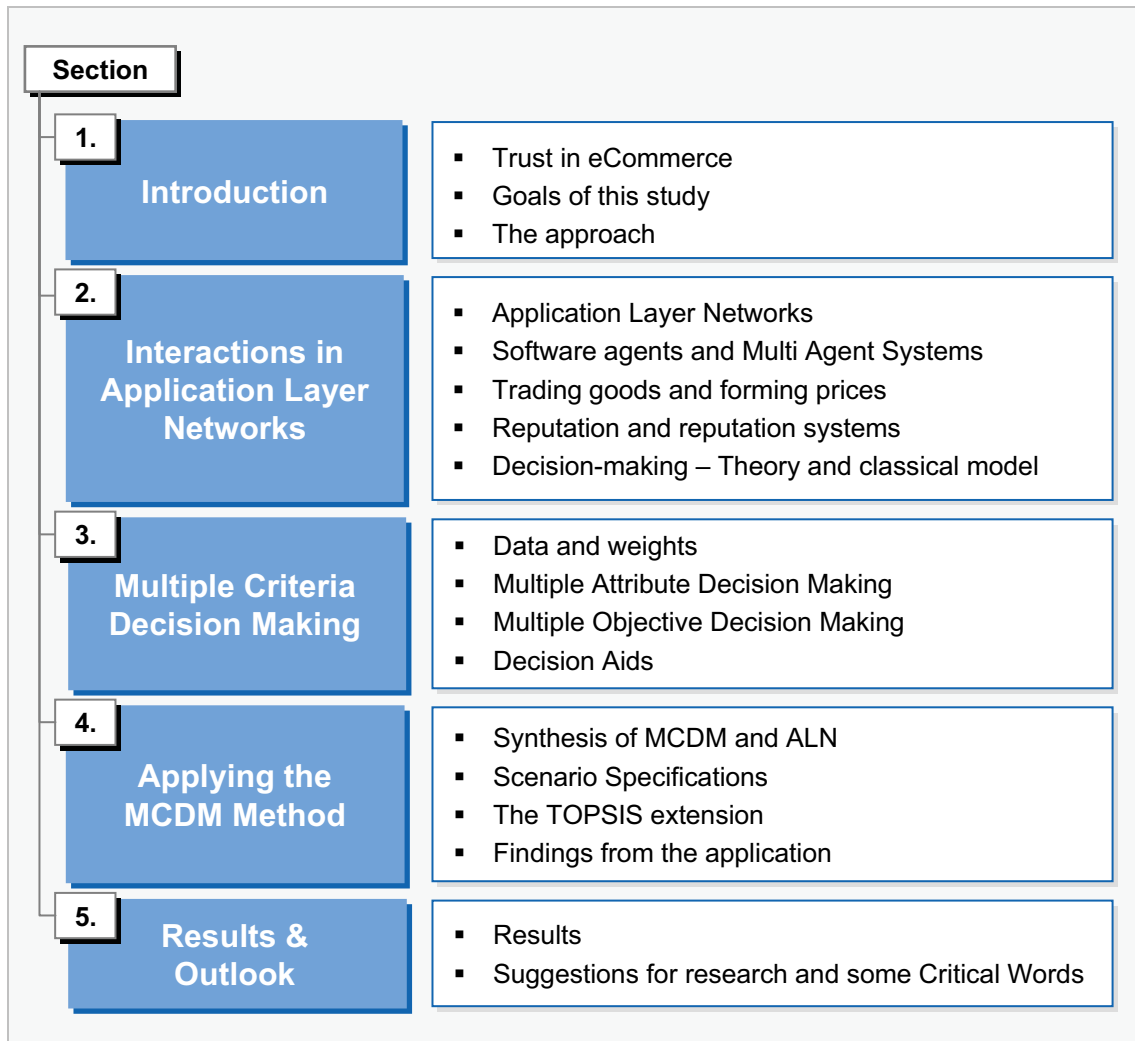 Section
1.
Introduction
▪ Trust in eCommerce
▪ Goals of this study
▪ The approach
2.
Interactions in
Application Layer
Networks
▪ Application Layer Networks
▪ Software agents and Multi Agent Systems
▪ Trading goods and forming prices
▪ Reputation and reputation systems
▪ Decision-making – Theory and classical model
3.
Multiple Criteria
Decision Making
▪ Data and weights
▪ Multiple Attribute Decision Making
▪ Multiple Objective Decision Making
▪ Decision Aids
4.
Applying the
MCDM Method
▪ Synthesis of MCDM and ALN
▪ Scenario Specifications
▪ The TOPSIS extension
▪ Findings from the application
5.
Results &
Outlook
▪ Results
▪ Suggestions for research and some Critical Words